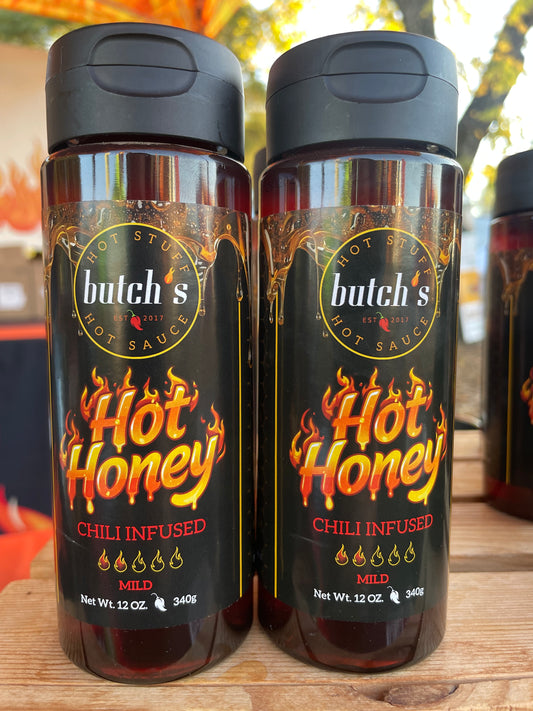 HOT STUFF
butch's
EST 2017
HOT SAUCE
Hot
Honey
CHILI INFUSED
MILD
Net Wt. 12 OZ. 340g
HOT STUFF
butch's
EST 2017
HOT SAUCE
Hot
Honey
CHILI INFUSED
MILD
Net Wt. 12 OZ. 340g